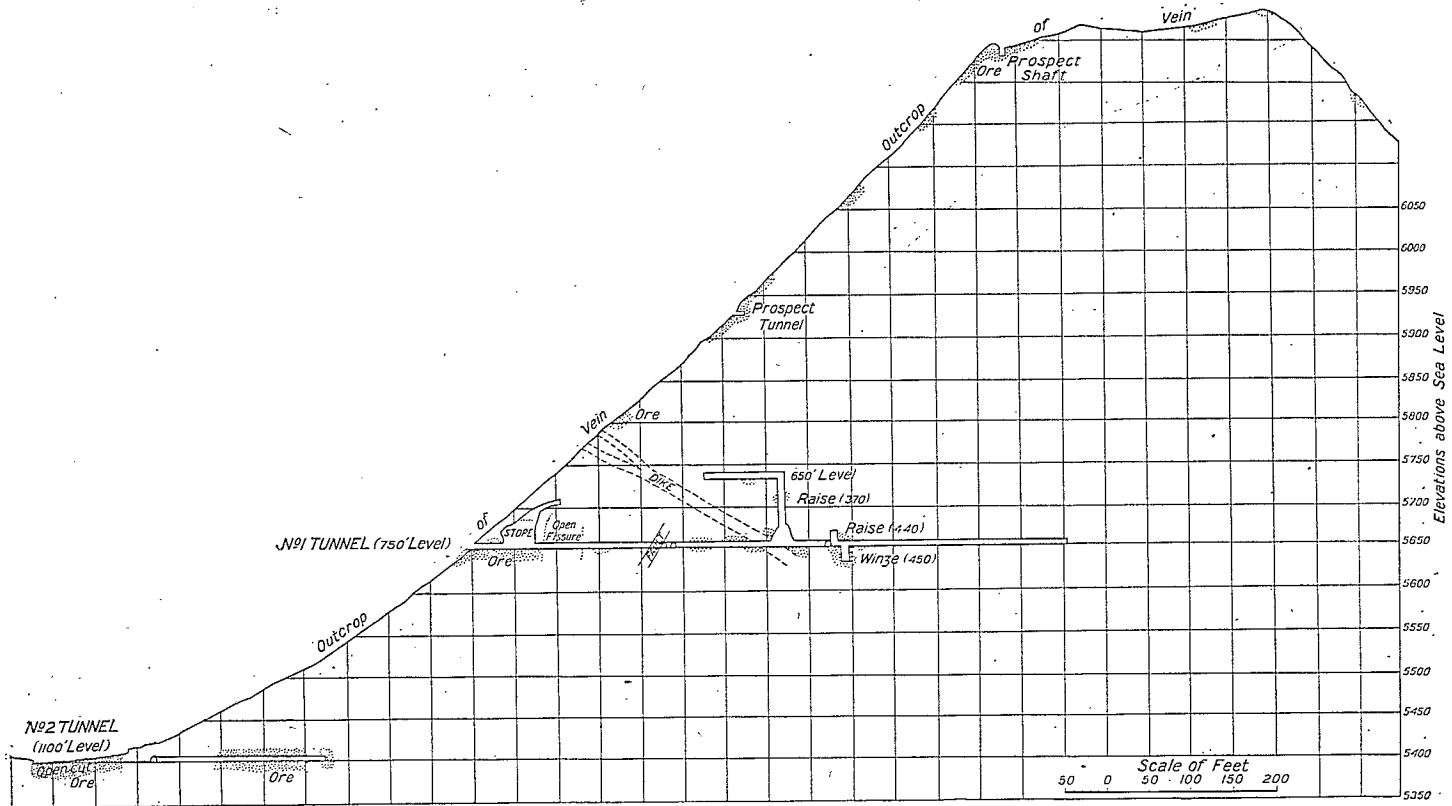 of Vein
Ore Prospect
Shaft
Outcrop
6050
6000
5950
Prospect
Tunnel
5900
5850
Elevations above Sea Level
Vein
Ore
5800
5750
DIKE
650' Level
Raise (370)
5700
of
STOPE
Open
Fissure
Raise (440)
Nº1 TUNNEL (750' Level)
5650
Ore
Winze (450)
5600
Outcrop
5550
5500
Nº2 TUNNEL
(1100' Level)
5450
Open Cut
Ore
Ore
5400
Scale of Feet
50 0 50 100 150 200
5350